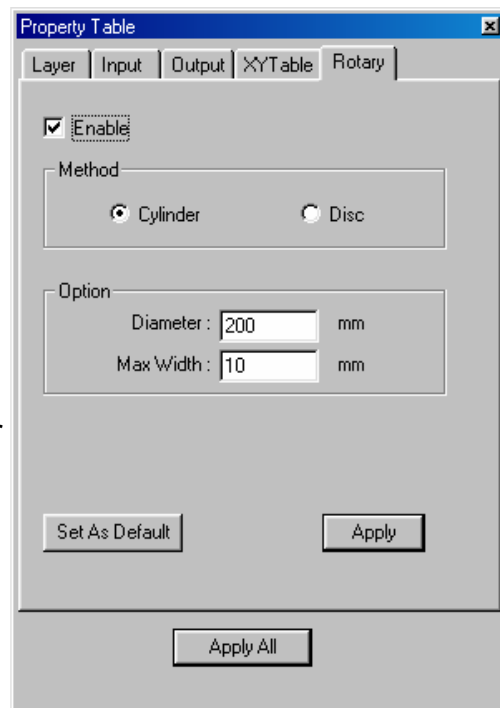 Property Table
Layer Input Output XYTable Rotary
Enable
Method
Cylinder Disc
Option
Diameter : 200 mm
Max Width : 10 mm
Set As Default Apply
Apply All